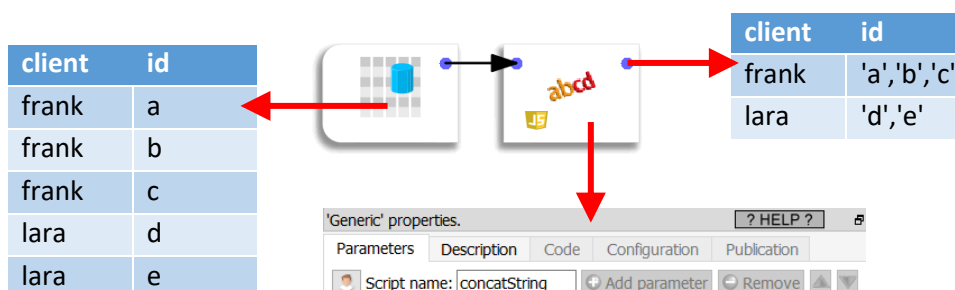 client id
frank a
frank b
frank c
lara d
lara e
abcd
JS
client id
frank 'a','b','c'
lara 'd','e'
'Generic' properties. ? HELP ?
Parameters Description Code Configuration Publication
Script name: concatString Add parameter Remove